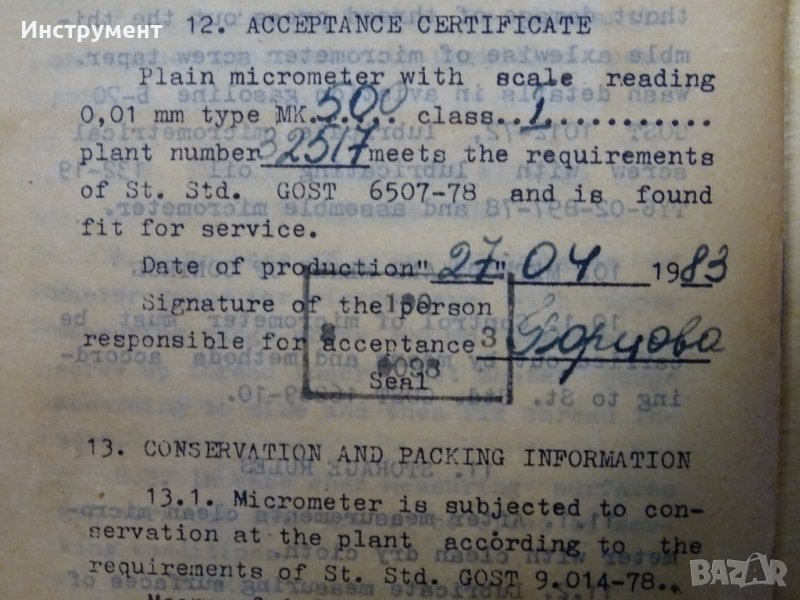 Инструмент
12. ACCEPTANCE CERTIFICATE
Plain micrometer with scale reading
0,01 mm type MK.500.. class..1...........
plant number 32517 meets the requirements
of St. Std. GOST 6507-78 and is found
fit for service.
Date of production "27" 04 1983
Signature of the person
responsible for acceptance
Seal
13. CONSERVATION AND PACKING INFORMATION
13.1. Micrometer is subjected to con-
servation at the plant according to the
requirements of St. Std. GOST 9.014-78..
BAZAR